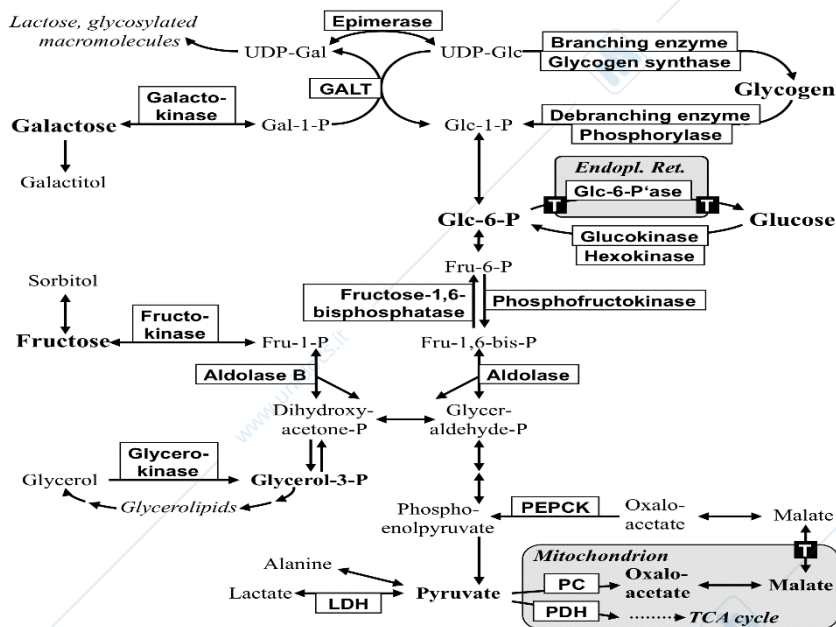 Lactose, glycosylated
macromolecules
Epimerase
UDP-Gal
UDP-Glc
Branching enzyme
Glycogen synthase
GALT
Glycogen
Galacto-
kinase
Galactose
Gal-1-P
Glc-1-P
Debranching enzyme
Phosphorylase
Galactitol
Endopl. Ret.
Glc-6-P'ase
T
T
Glc-6-P
Glucose
Glucokinase
Hexokinase
Fru-6-P
Sorbitol
Fructose-1,6-
bisphosphatase
Phosphofructokinase
Fructo-
kinase
Fructose
Fru-1-P
Fru-1,6-bis-P
Aldolase B
Aldolase
Dihydroxy-
acetone-P
Glycer-
aldehyde-P
Glycero-
kinase
Glycerol
Glycerol-3-P
Glycerolipids
Phospho-
enolpyruvate
PEPCK
Oxalo-
acetate
Malate
T
Mitochondrion
Alanine
Lactate
LDH
Pyruvate
PC
Oxalo-
acetate
Malate
PDH
TCA cycle